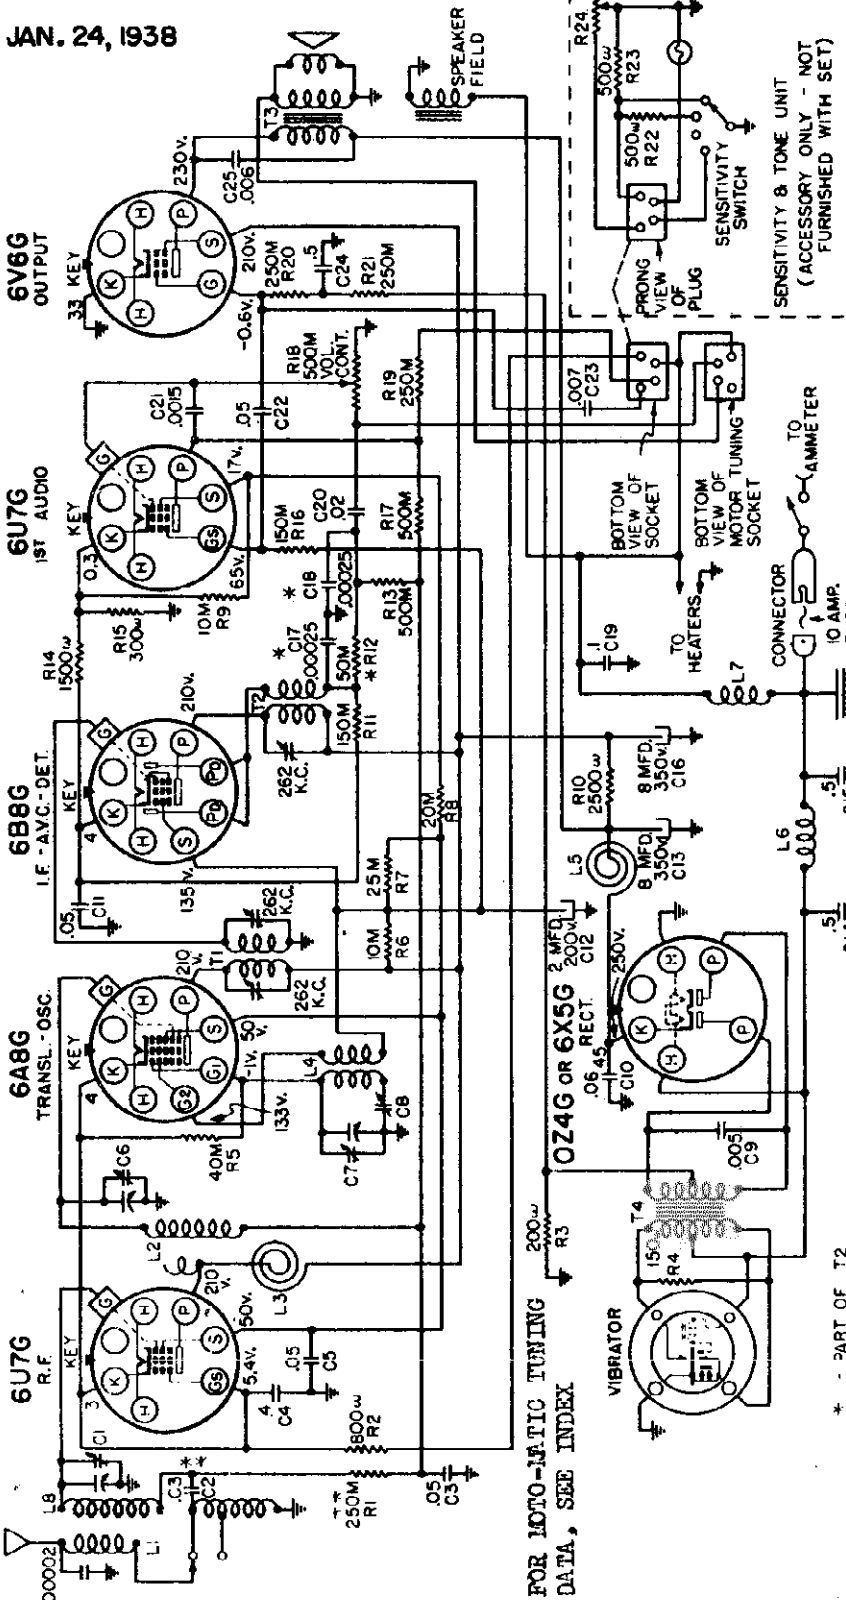 JAN. 24, 1938
6U7G
R.F.
6A8G
TRANSL.-OSC.
6B8G
I.F.-A.V.C.-DET.
6U7G
1ST AUDIO
6V6G
OUTPUT
KEY
KEY
KEY
KEY
KEY
3
4
4
0.3
33
G
K
H
H
P
S
GS
G
K
H
H
P
S
G1
G2
G
K
H
H
P
S
PD
PD
G
K
H
H
P
S
GS
K
H
H
P
S
G
00002
L1
L8
C1
C3
C2
**
**
250M
R1
.05
C3
800ω
R2
.4
C4
.05
C5
5.4V.
50V.
210
V.
L3
L2
C6
40M
R5
133V.
-1V.
50
V.
210
V.
T1
262
K.C.
262
K.C.
L4
C7
C8
.05
C11
135V.
210V.
10M
R6
25M
R7
20M
R8
262
K.C.
T2
150M
R11
50M
*R12
*
C17
.00025
*
C18
.00025
R13
500M
R14
1500ω
R15
300ω
10M
R9
65V.
17V.
150M
R16
C20
.02
R17
500M
C21
.0015
.05
C22
R18
500M
VOL.
CONT.
R19
250M
-0.6V.
210V.
230V.
250M
R20
.5
C24
R21
250M
C25
.006
T3
SPEAKER
FIELD
FOR MOTO-MATIC TUNING
DATA, SEE INDEX
200ω
R3
OZ4G OR 6X5G
RECT.
2 MFD.
200V.
C12
250V.
.06
C10
45
K
H
H
P
P
L5
8 MFD.
350V.
C13
R10
2500ω
8 MFD.
350V.
C16
.1
C19
TO
HEATERS
L7
L6
.5
.5
CONNECTOR
10 AMP.
TO
AMMETER
VIBRATOR
150
R4
T4
.005
C9
* - PART OF T2
.007
C23
BOTTOM
VIEW OF
SOCKET
BOTTOM
VIEW OF
MOTOR TUNING
SOCKET
PRONG
VIEW
OF
PLUG
R24
500ω
R23
500ω
R22
SENSITIVITY
SWITCH
SENSITIVITY & TONE UNIT
(ACCESSORY ONLY - NOT
FURNISHED WITH SET)